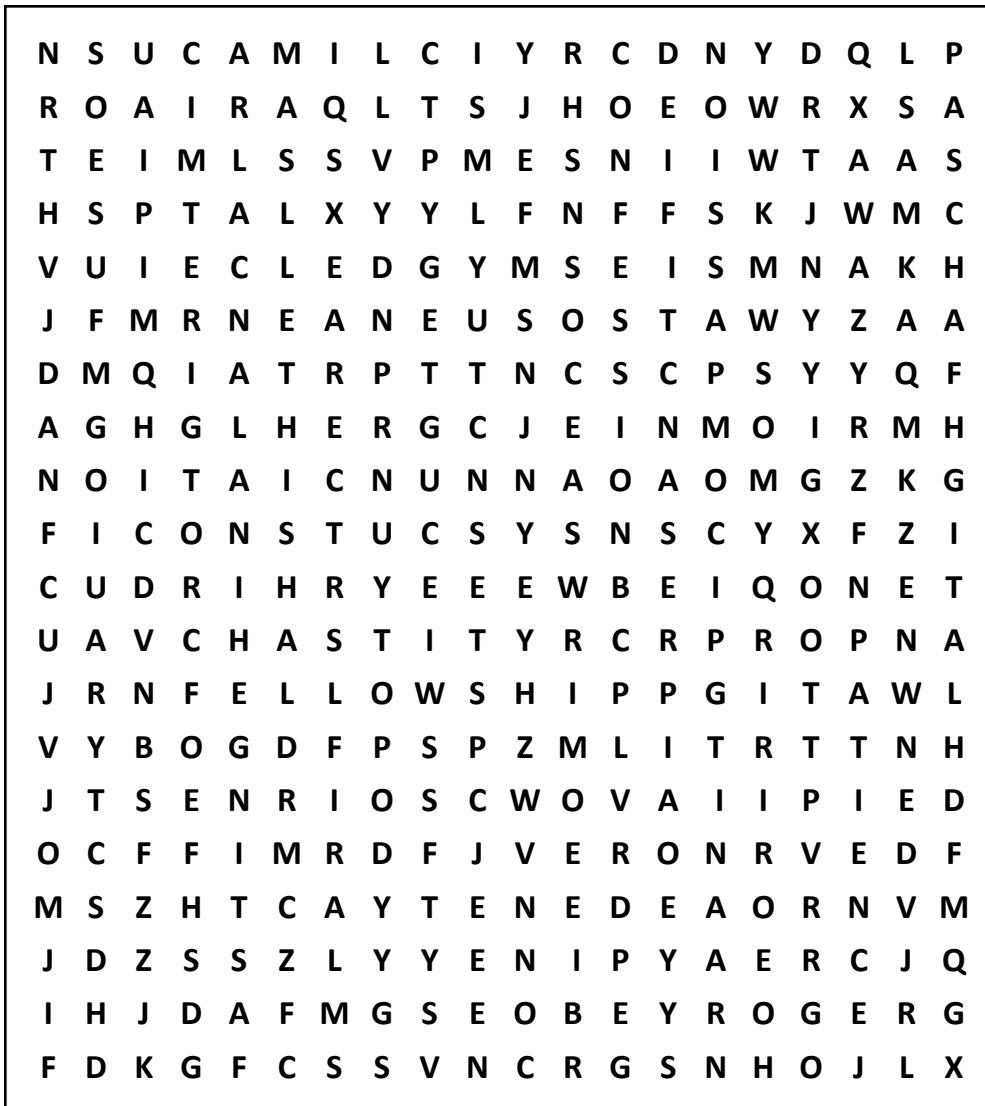 N S U C A M I L C I Y R C D N Y D Q L P
R O A I R A Q L T S J H O E O W R X S A
T E I M L S S V P M E S N I I W T A A S
H S P T A L X Y Y L F N F F S K J W M C
V U I E C L E D G Y M S E I S M N A K H
J F M R N E A N E U S O S T A W Y Z A A
D M Q I A T R P T T N C S C P S Y Y Q F
A G H G L H E R G C J E I N M O I R M H
N O I T A I C N U N N A O A O M G Z K G
F I C O N S T U C S Y S N S C Y X F Z I
C U D R I H R Y E E E W B E I Q O N E T
U A V C H A S T I T Y R C R P R O P N A
J R N F E L L O W S H I P P G I T A W L
V Y B O G D F P S P Z M L I T R T T N H
J T S E N R I O S C W O V A I I P I E D
O C F F I M R D F J V E R O N R V E D F
M S Z H T C A Y T E N E D E A O R N V M
J D Z S S Z L Y Y E N I P Y A E R C J Q
I H J D A F M G S E O B E Y R O G E R G
F D K G F C S S V N C R G S N H O J L X